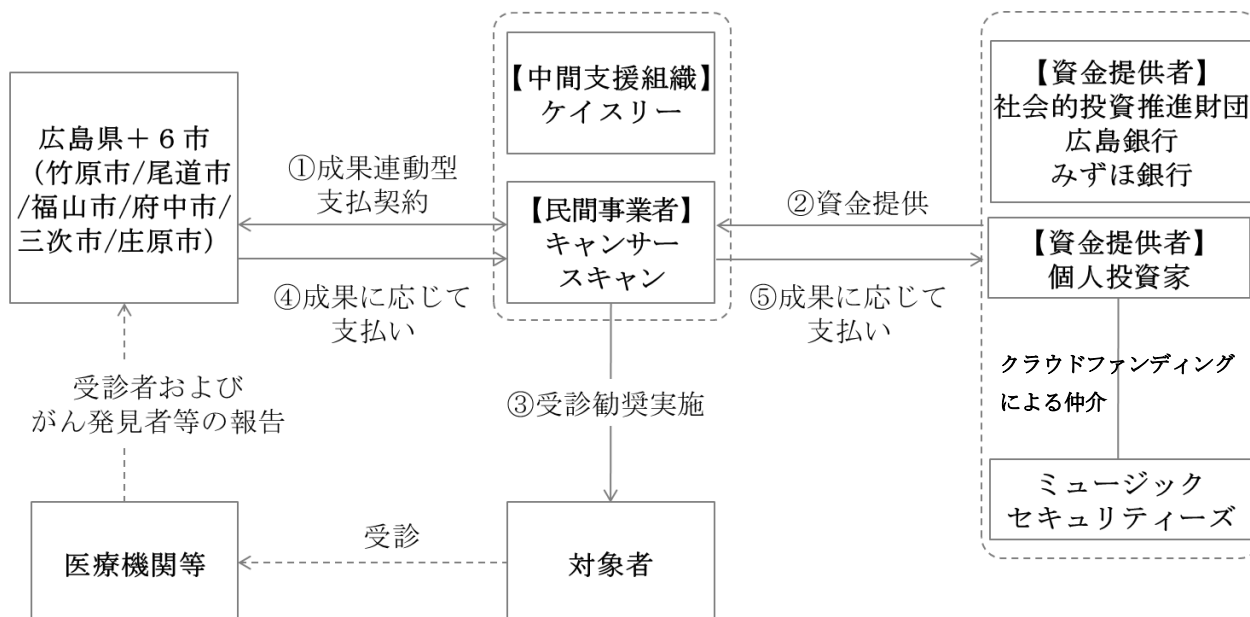 広島県＋６市
（竹原市/尾道市
/福山市/府中市/
三次市/庄原市）
①成果連動型
支払契約
④成果に応じて
支払い
受診者および
がん発見者等の報告
医療機関等
【中間支援組織】
ケイスリー
【民間事業者】
キャンサー
スキャン
③受診勧奨実施
受診
対象者
②資金提供
⑤成果に応じて
支払い
【資金提供者】
社会的投資推進財団
広島銀行
みずほ銀行
【資金提供者】
個人投資家
クラウドファンディング
による仲介
ミュージック
セキュリティーズ